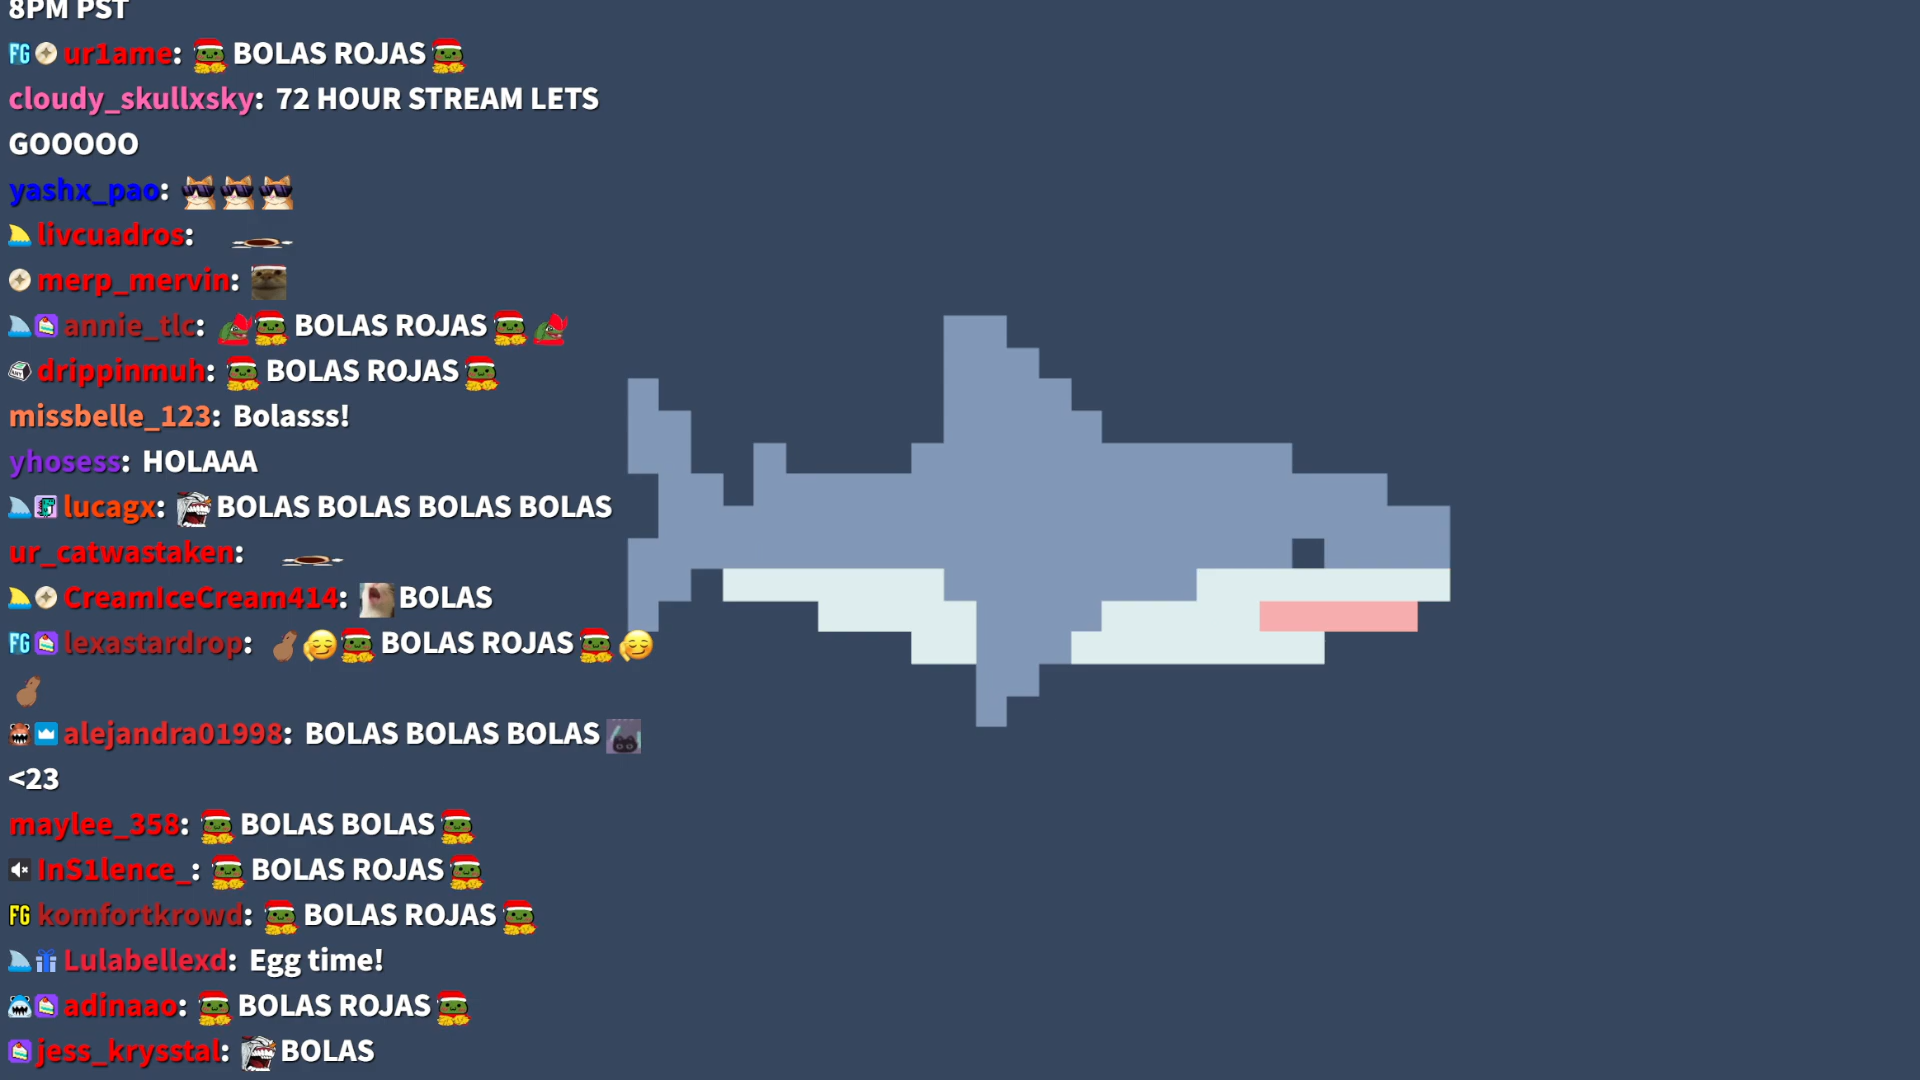 8PM PST
FG ur1ame: BOLAS ROJAS
cloudy_skullxsky: 72 HOUR STREAM LETS
GOOOOO
yashx_pao:
livcuadros:
merp_mervin:
annie_tlc: BOLAS ROJAS
drippinmuh: BOLAS ROJAS
missbelle_123: Bolasss!
yhosess: HOLAAA
lucagx: BOLAS BOLAS BOLAS BOLAS
ur_catwastaken:
CreamIceCream414: BOLAS
FG lexastardrop: BOLAS ROJAS
alejandra01998: BOLAS BOLAS BOLAS
<23
maylee_358: BOLAS BOLAS
InS1lence_: BOLAS ROJAS
FG komfortkrowd: BOLAS ROJAS
Lulabellexd: Egg time!
adinaao: BOLAS ROJAS
jess_krysstal: BOLAS